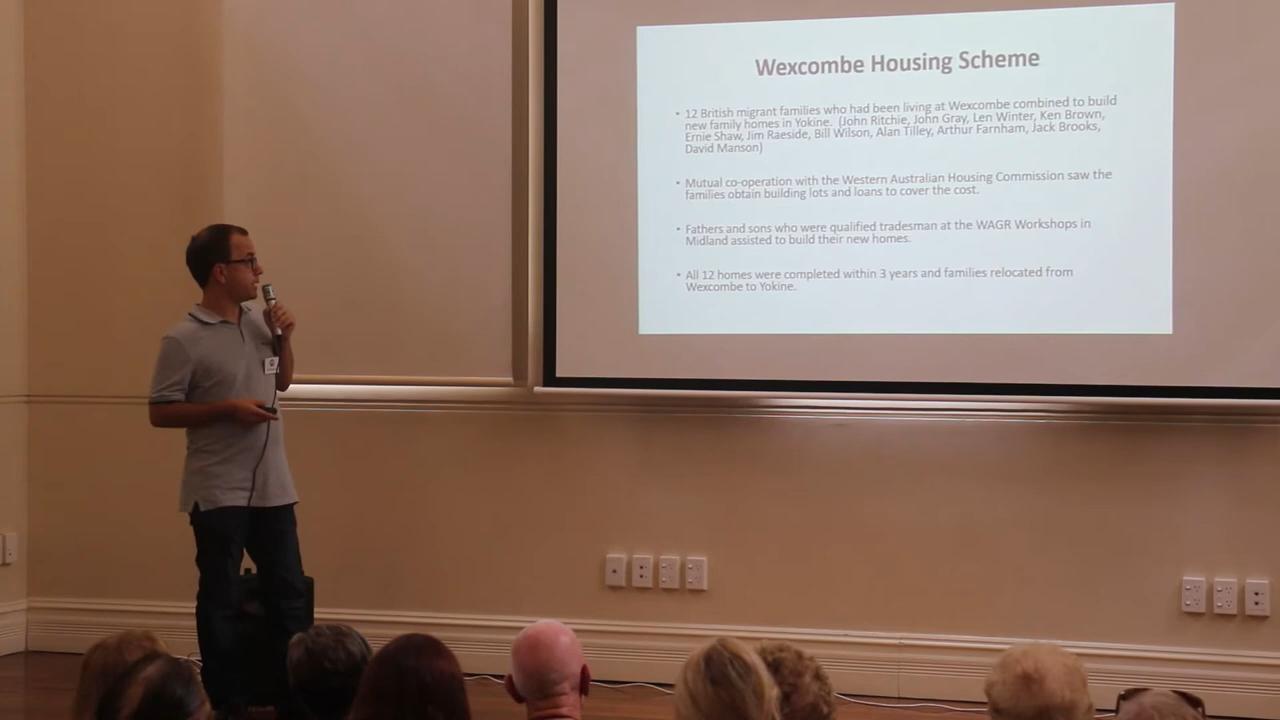 Wexcombe Housing Scheme
• 12 British migrant families who had been living at Wexcombe combined to build
new family homes in Yokine. (John Ritchie, John Gray, Len Winter, Ken Brown,
Ernie Shaw, Jim Raeside, Bill Wilson, Alan Tilley, Arthur Farnham, Jack Brooks,
David Manson)
• Mutual co-operation with the Western Australian Housing Commission saw the
families obtain building lots and loans to cover the cost.
• Fathers and sons who were qualified tradesman at the WAGR Workshops in
Midland assisted to build their new homes.
• All 12 homes were completed within 3 years and families relocated from
Wexcombe to Yokine.